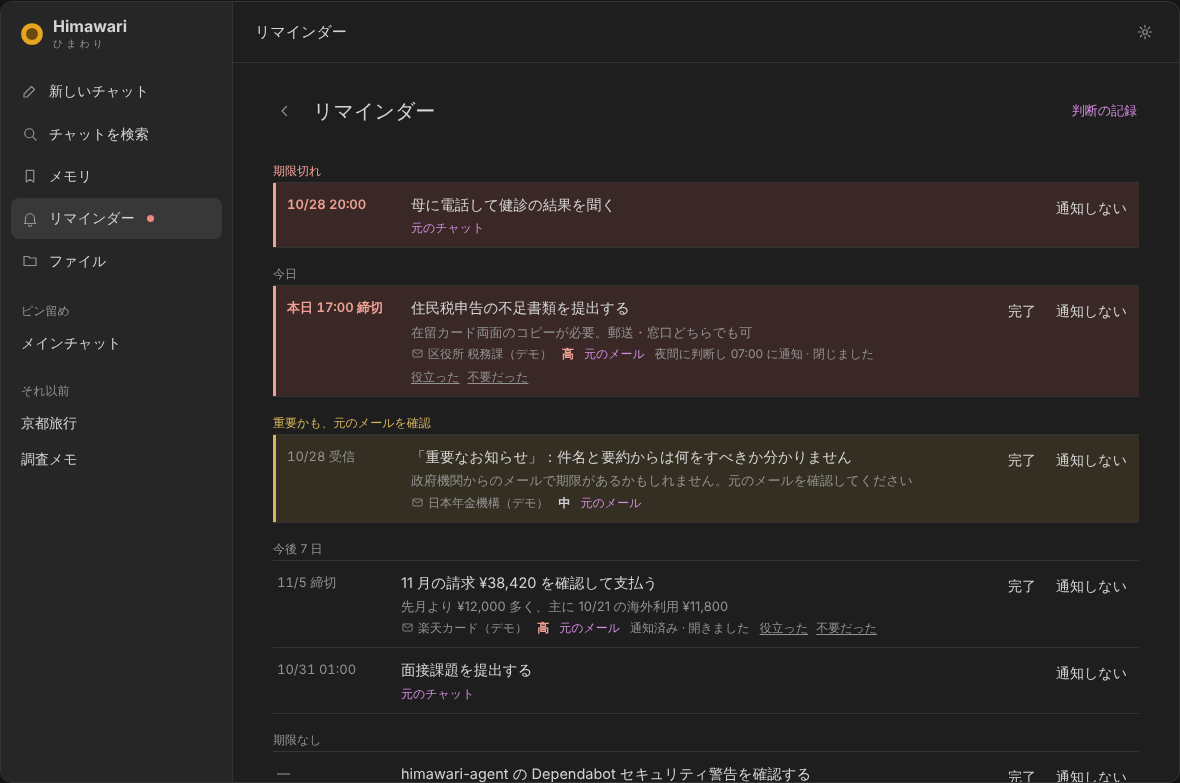 Himawari
ひまわり
新しいチャット
チャットを検索
メモリ
リマインダー
ファイル
ピン留め
メインチャット
それ以前
京都旅行
調査メモ
リマインダー
リマインダー
判断の記録
期限切れ
10/28 20:00 母に電話して健診の結果を聞く 通知しない
元のチャット
今日
本日 17:00 締切 住民税申告の不足書類を提出する 完了 通知しない
在留カード両面のコピーが必要。郵送・窓口どちらでも可
区役所 税務課（デモ） 高 元のメール 夜間に判断し 07:00 に通知 · 閉じました
役立った 不要だった
重要かも、元のメールを確認
10/28 受信 「重要なお知らせ」：件名と要約からは何をすべきか分かりません 完了 通知しない
政府機関からのメールで期限があるかもしれません。元のメールを確認してください
日本年金機構（デモ） 中 元のメール
今後 7 日
11/5 締切 11 月の請求 ¥38,420 を確認して支払う 完了 通知しない
先月より ¥12,000 多く、主に 10/21 の海外利用 ¥11,800
楽天カード（デモ） 高 元のメール 通知済み · 開きました 役立った 不要だった
10/31 01:00 面接課題を提出する 通知しない
元のチャット
期限なし
— himawari-agent の Dependabot セキュリティ警告を確認する 完了 通知しない